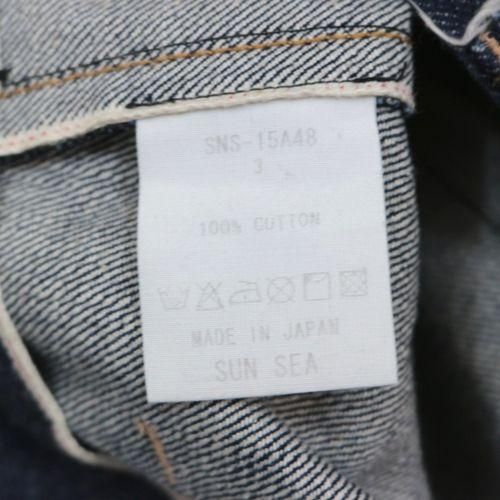 SNS-15A48
3
100% COTTON
MADE IN JAPAN
SUN SEA